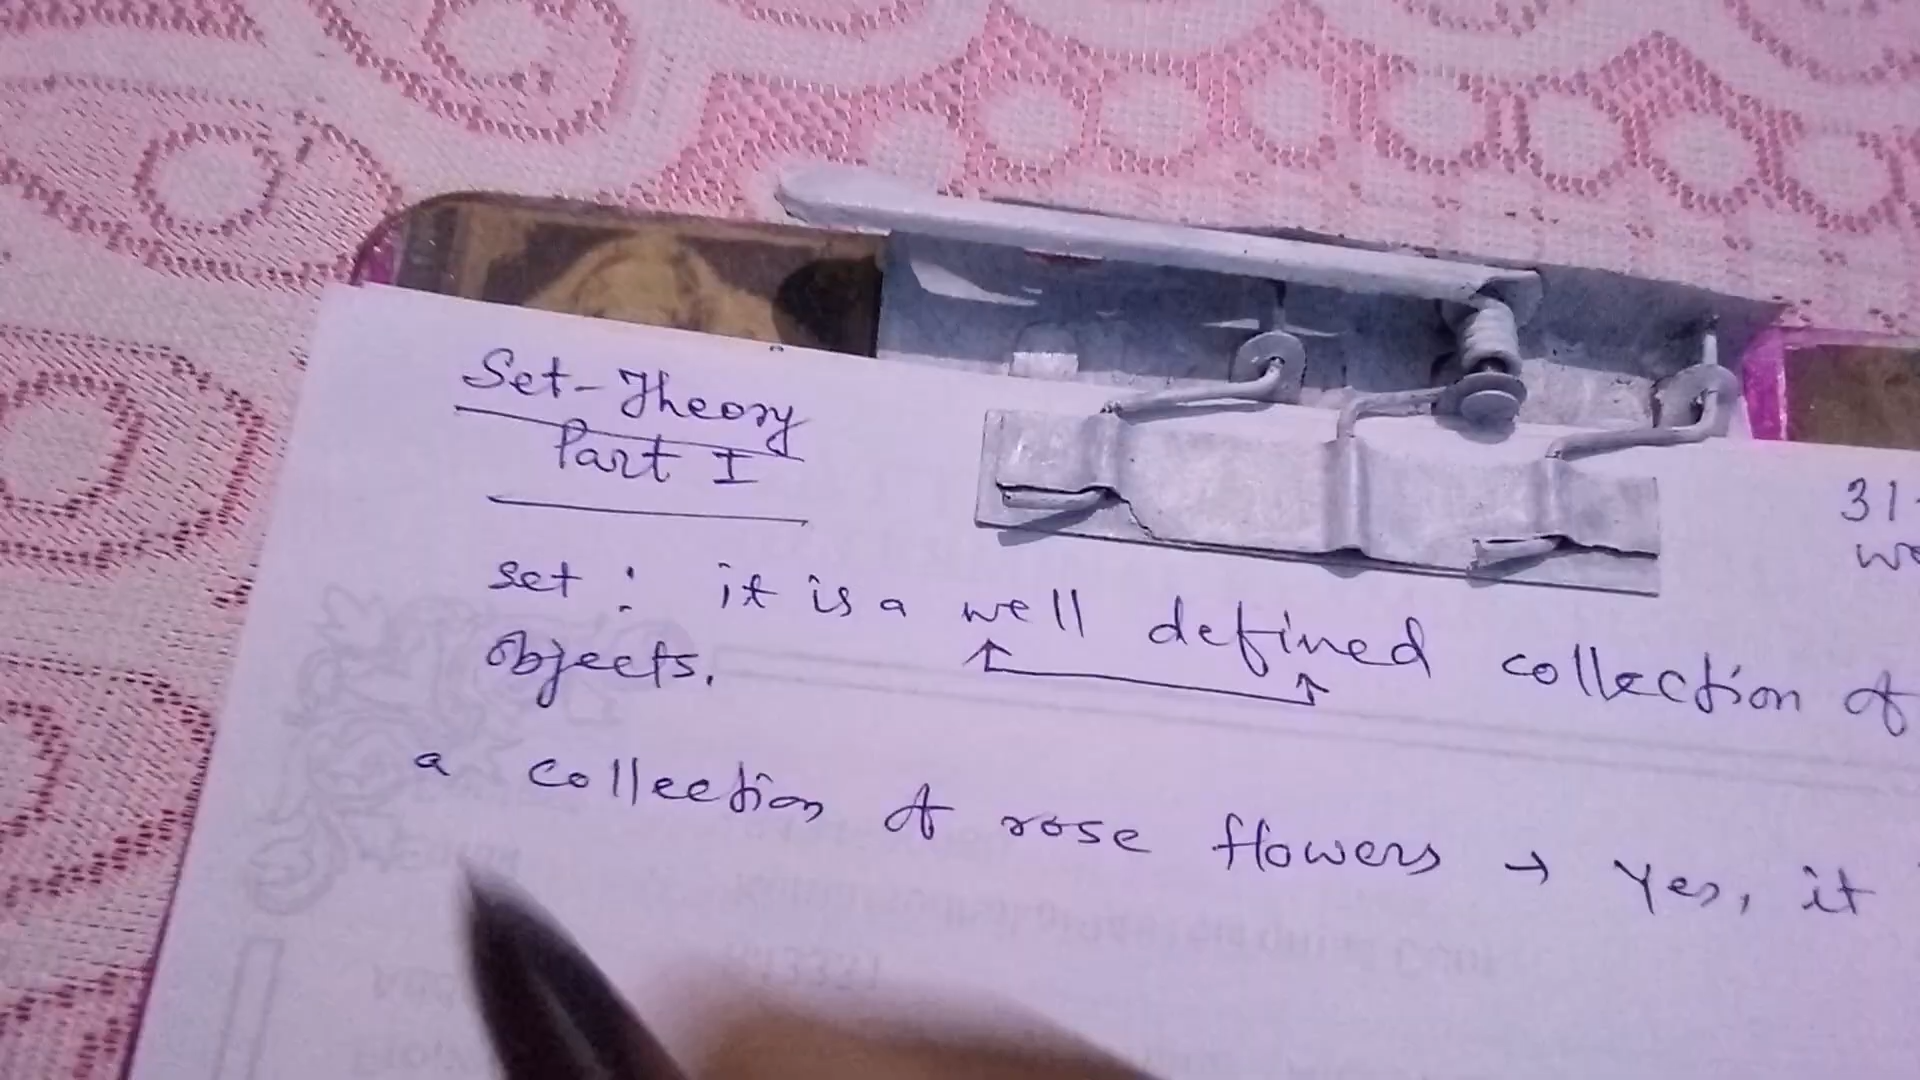 Set-Theory
Part I
31
set : it is a well defined collection of
objects.
a collection of rose flowers → Yes, it